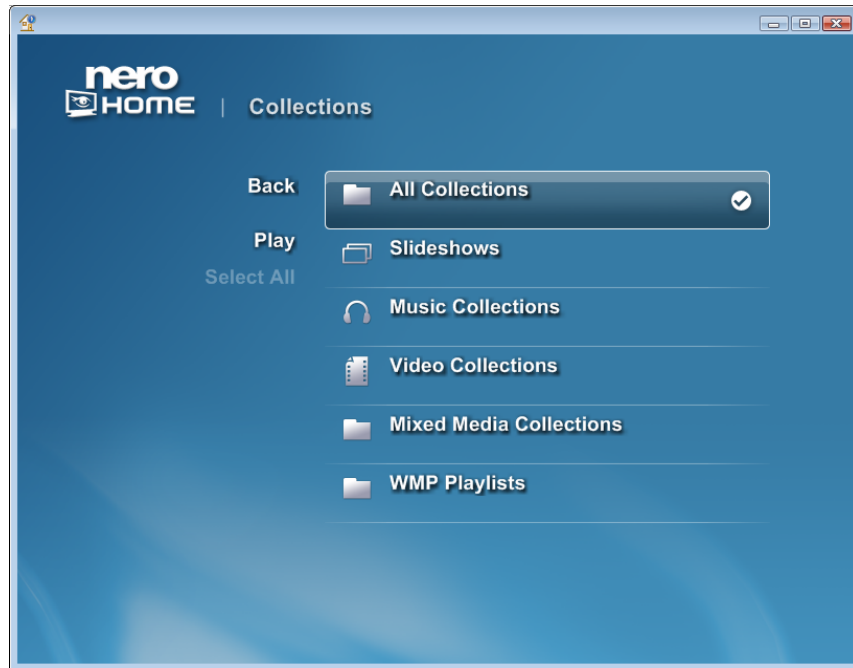 nero
HOME | Collections
Back
All Collections
Play
Slideshows
Select All
Music Collections
Video Collections
Mixed Media Collections
WMP Playlists